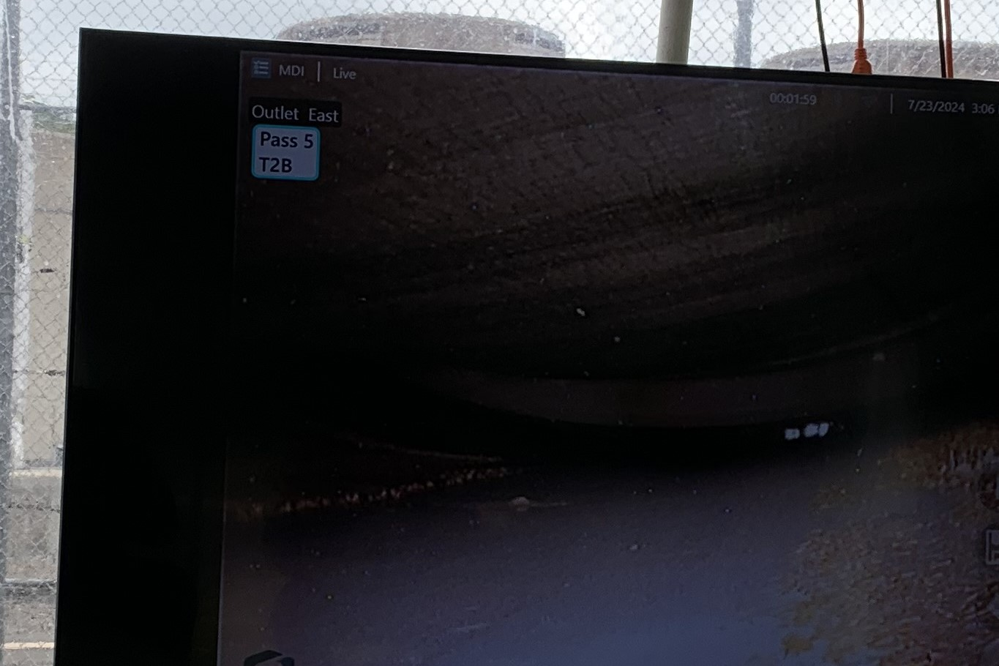 MDI | Live
00:01:59 | 7/23/2024 3:06
Outlet East
Pass 5
T2B